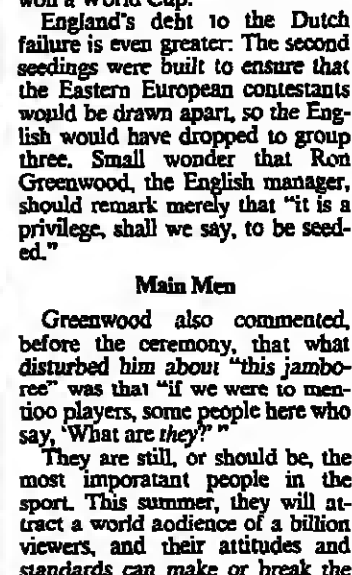 won a World Cup.
England's debt to the Dutch
failure is even greater: The second
seedings were built to ensure that
the Eastern European contestants
would be drawn apart, so the Eng-
lish would have dropped to group
three. Small wonder that Ron
Greenwood, the English manager,
should remark merely that "it is a
privilege, shall we say, to be seed-
ed."
Main Men
Greenwood also commented,
before the ceremony, that what
disturbed him about "this jambo-
ree" was that "if we were to men-
tioo players, some people here who
say, 'What are they?' "
They are still, or should be, the
most imporatant people in the
sport. This summer, they will at-
tract a world aodience of a billion
viewers, and their attitudes and
standards can make or break the